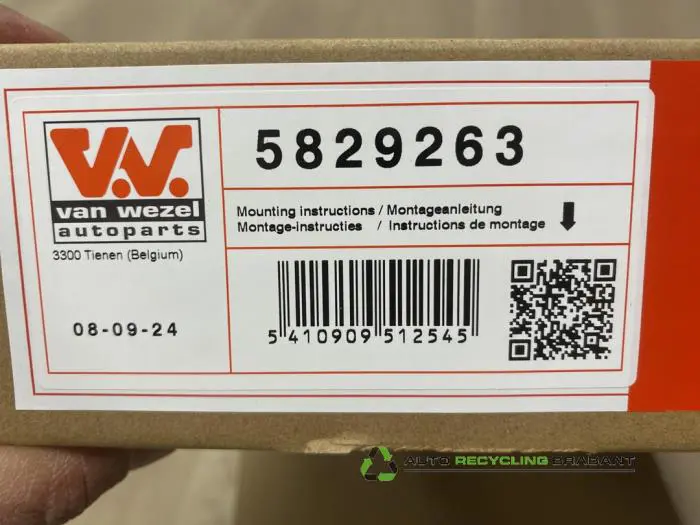 V.W.
van wezel
autoparts
3300 Tienen (Belgium)
08-09-24
5829263
Mounting instructions / Montageanleitung
Montage-instructies / Instructions de montage
5 410909 512545
AUTO RECYCLING BRABANT